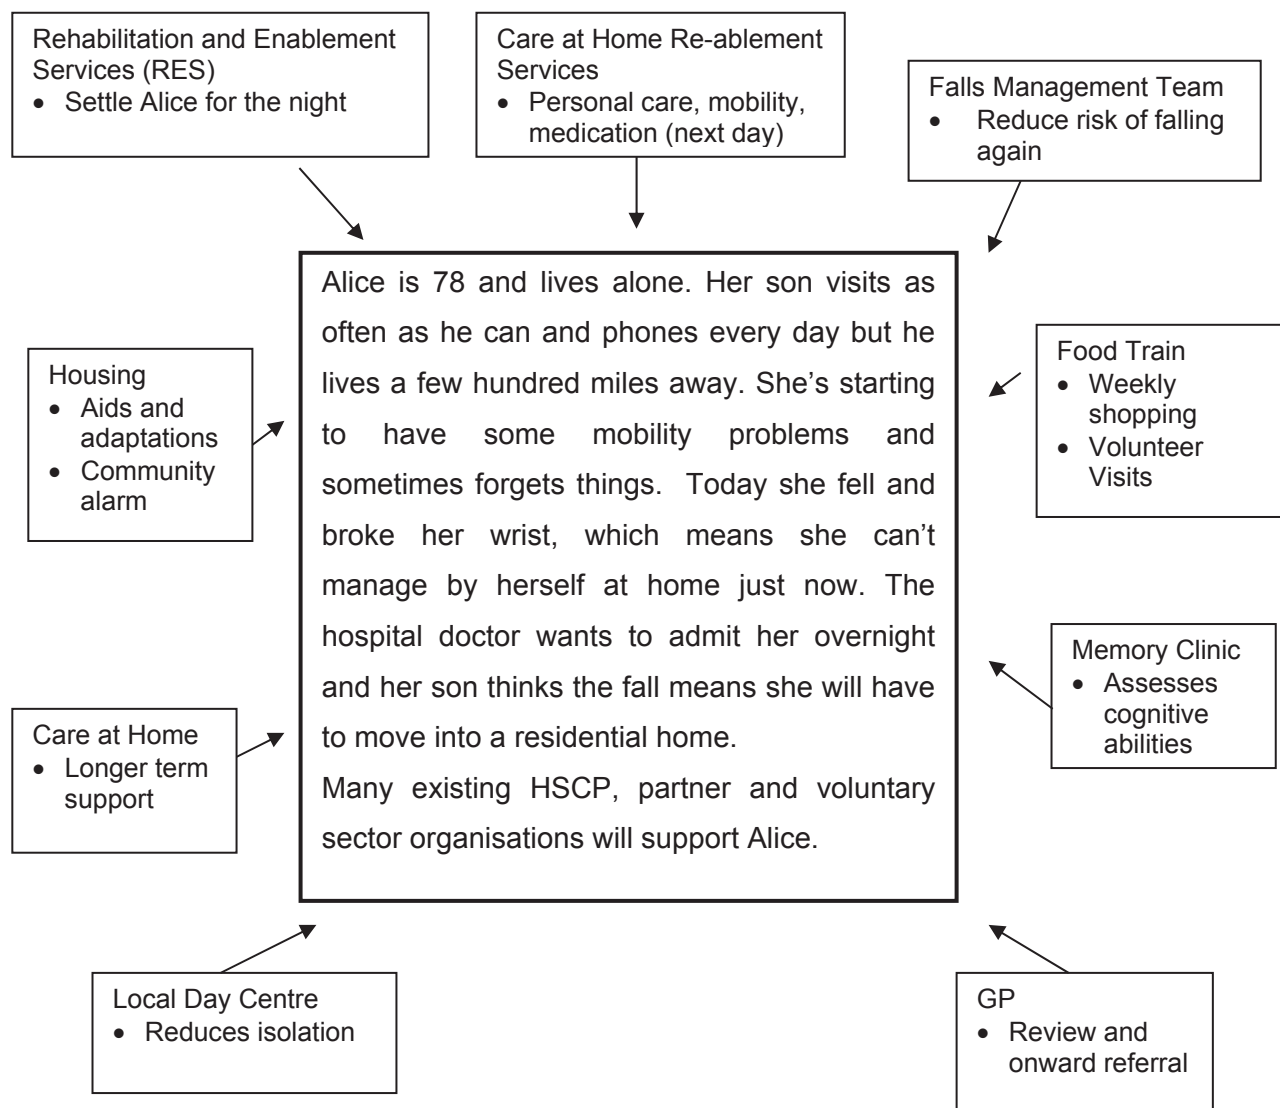 Rehabilitation and Enablement
Services (RES)
• Settle Alice for the night
Care at Home Re-ablement
Services
• Personal care, mobility,
medication (next day)
Falls Management Team
• Reduce risk of falling
again
Alice is 78 and lives alone. Her son visits as
often as he can and phones every day but he
lives a few hundred miles away. She’s starting
to have some mobility problems and
sometimes forgets things. Today she fell and
broke her wrist, which means she can’t
manage by herself at home just now. The
hospital doctor wants to admit her overnight
and her son thinks the fall means she will have
to move into a residential home.
Many existing HSCP, partner and voluntary
sector organisations will support Alice.
Housing
• Aids and
adaptations
• Community
alarm
Food Train
• Weekly
shopping
• Volunteer
Visits
Memory Clinic
• Assesses
cognitive
abilities
Care at Home
• Longer term
support
Local Day Centre
• Reduces isolation
GP
• Review and
onward referral